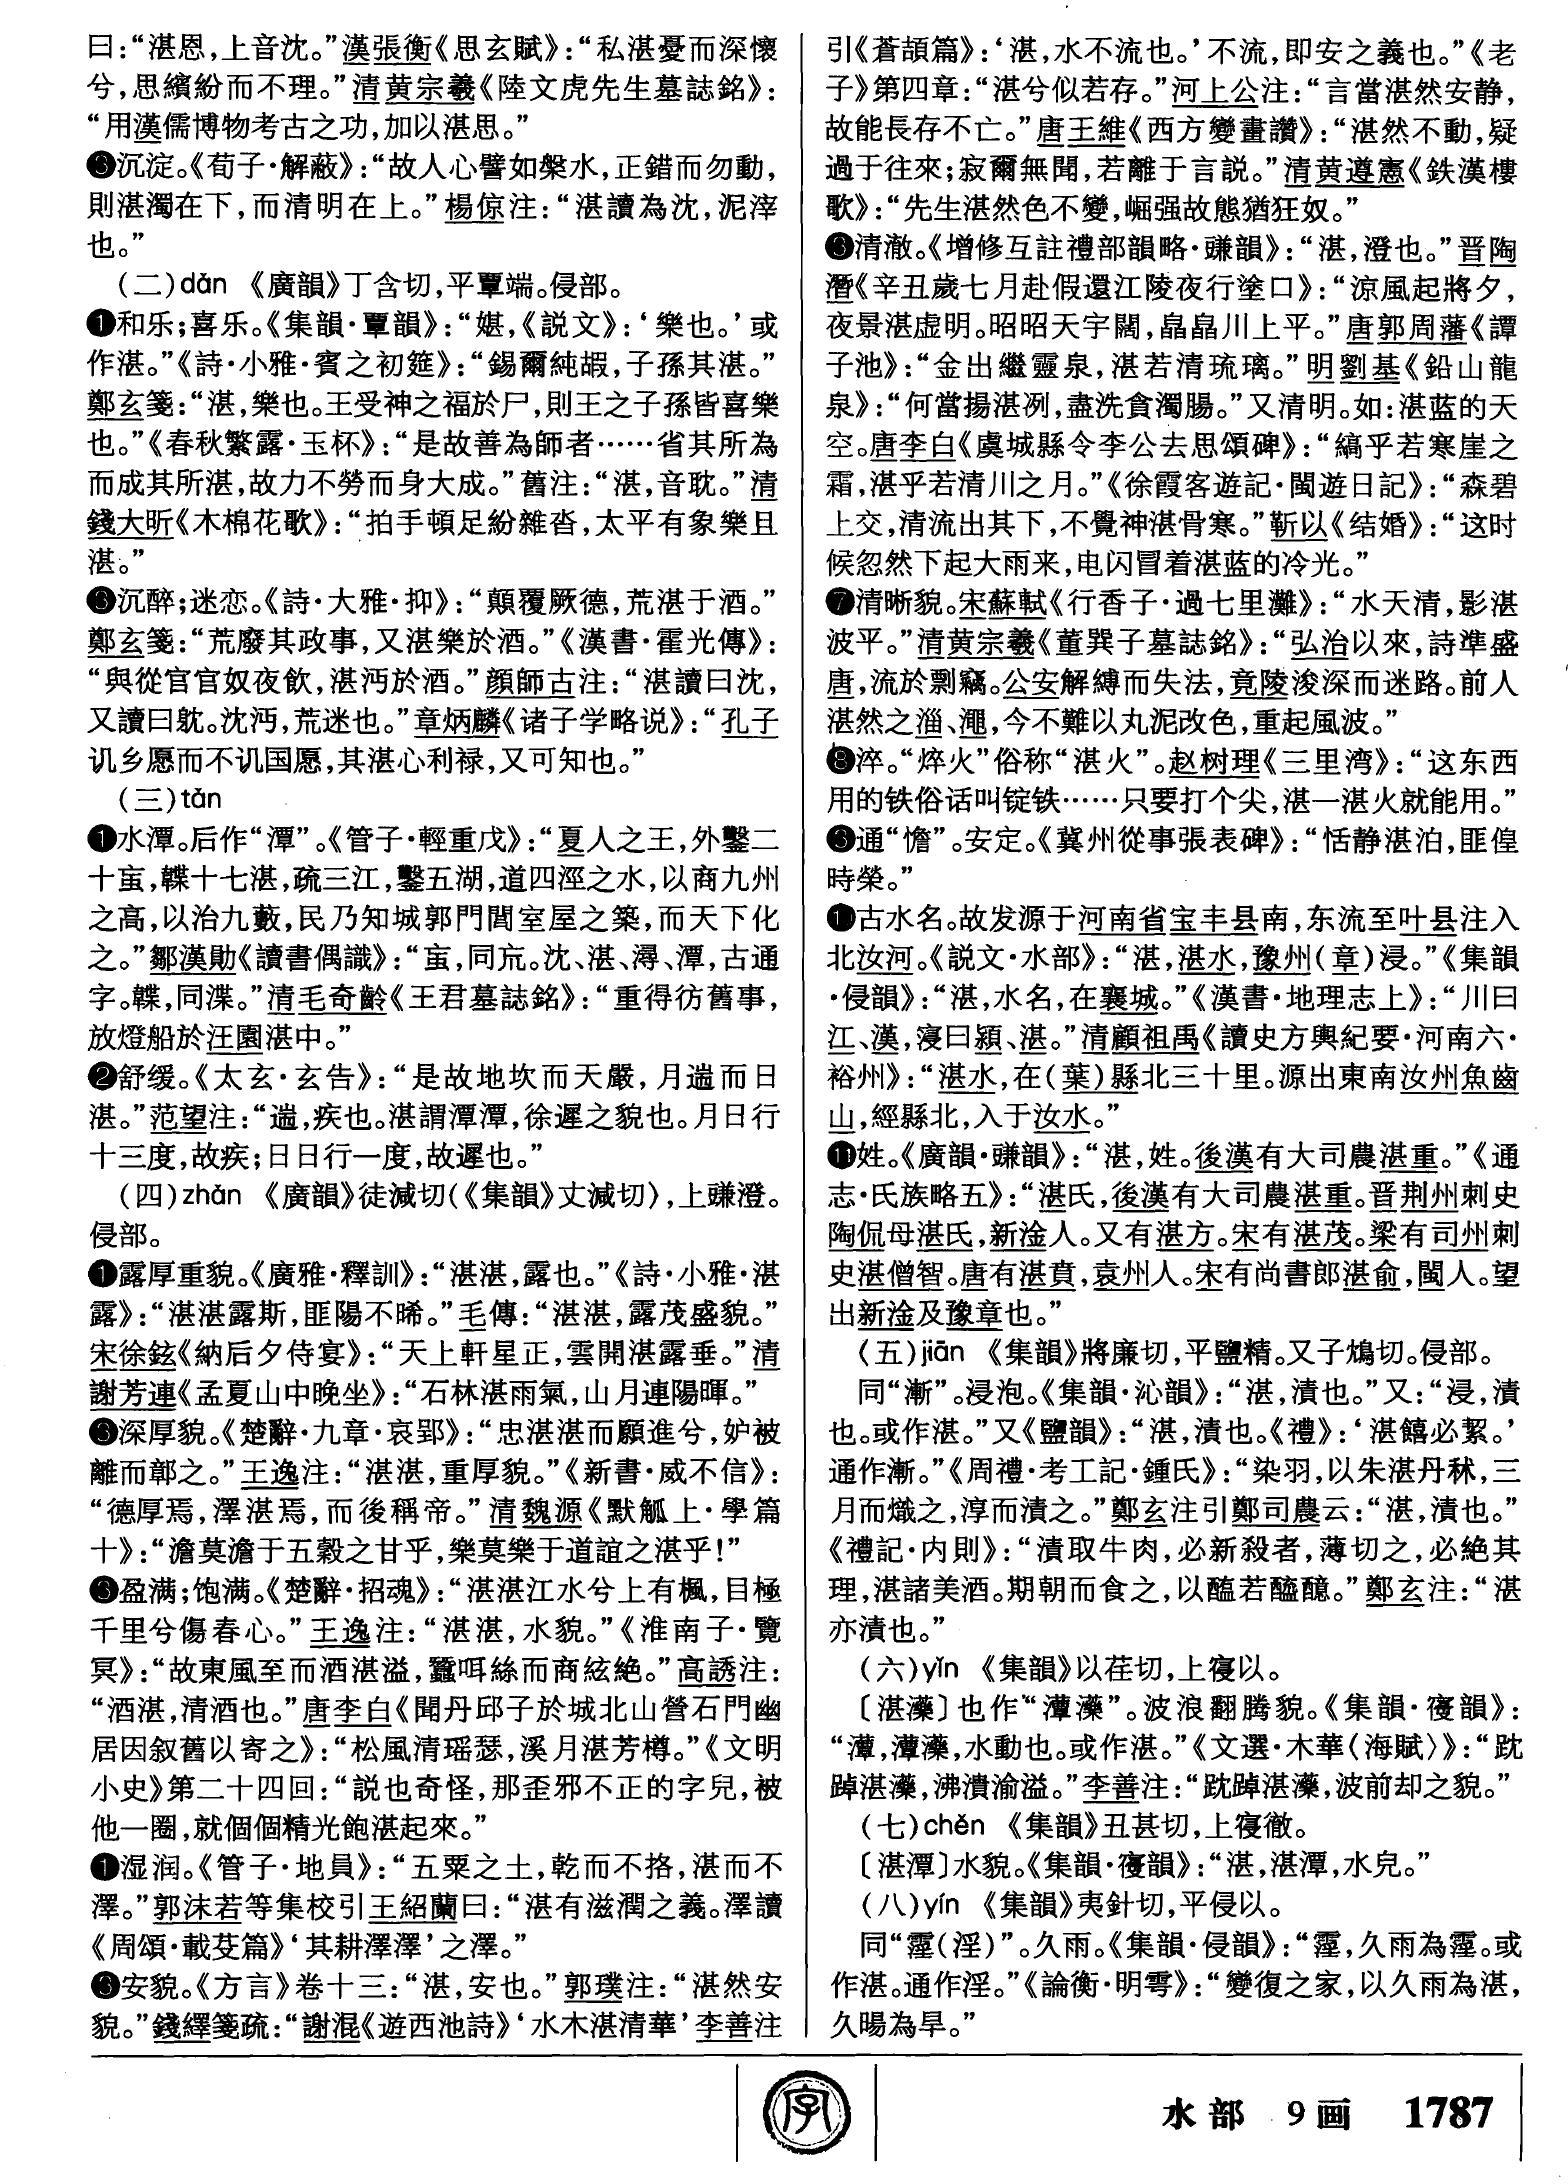 曰：“湛恩，上音沈。”漢張衡《思玄賦》：“私湛憂而深懷
兮，思繽紛而不理。”清黄宗羲《陸文虎先生墓誌銘》：
“用漢儒博物考古之功，加以湛思。”
❸沉淀。《荀子·解蔽》：“故人心譬如槃水，正錯而勿動，
則湛濁在下，而清明在上。”楊倞注：“湛讀為沈，泥滓
也。”
（二）dān 《廣韻》丁含切，平覃端。侵部。
❶和乐；喜乐。《集韻·覃韻》：“媅，《説文》：‘樂也。’或
作湛。”《詩·小雅·賓之初筵》：“錫爾純嘏，子孫其湛。”
鄭玄箋：“湛，樂也。王受神之福於尸，則王之子孫皆喜樂
也。”《春秋繁露·玉杯》：“是故善為師者……省其所為
而成其所湛，故力不勞而身大成。”舊注：“湛，音耽。”清
錢大昕《木棉花歌》：“拍手頓足紛雜沓，太平有象樂且
湛。”
❷沉醉；迷恋。《詩·大雅·抑》：“顛覆厥德，荒湛于酒。”
鄭玄箋：“荒廢其政事，又湛樂於酒。”《漢書·霍光傳》：
“與從官官奴夜飲，湛沔於酒。”顔師古注：“湛讀曰沈，
又讀曰躭。沈沔，荒迷也。”章炳麟《诸子学略说》：“孔子
讥乡愿而不讥国愿，其湛心利禄，又可知也。”
（三）tán
❶水潭。后作“潭”。《管子·輕重戊》：“夏人之王，外鑿二
十䖟，韘十七湛，疏三江，鑿五湖，道四涇之水，以商九州
之高，以治九藪，民乃知城郭門閭室屋之築，而天下化
之。”鄒漢勛《讀書偶識》：“䖟，同巟。沈、湛、潯、潭，古通
字。韘，同渫。”清毛奇齡《王君墓誌銘》：“重得彷舊事，
放燈船於汪園湛中。”
❷舒缓。《太玄·玄告》：“是故地坎而天嚴，月遄而日
湛。”范望注：“遄，疾也。湛謂潭潭，徐遲之貌也。月日行
十三度，故疾；日日行一度，故遲也。”
（四）zhàn 《廣韻》徒減切（《集韻》丈減切），上豏澄。
侵部。
❶露厚重貌。《廣雅·釋訓》：“湛湛，露也。”《詩·小雅·湛
露》：“湛湛露斯，匪陽不晞。”毛傳：“湛湛，露茂盛貌。”
宋徐鉉《納后夕侍宴》：“天上軒星正，雲開湛露垂。”清
謝芳連《孟夏山中晚坐》：“石林湛雨氣，山月連陽暉。”
❷深厚貌。《楚辭·九章·哀郢》：“忠湛湛而願進兮，妒被
離而鄣之。”王逸注：“湛湛，重厚貌。”《新書·威不信》：
“德厚焉，澤湛焉，而後稱帝。”清魏源《默觚上·學篇
十》：“澹莫澹于五穀之甘乎，樂莫樂于道誼之湛乎！”
❸盈满；饱满。《楚辭·招魂》：“湛湛江水兮上有楓，目極
千里兮傷春心。”王逸注：“湛湛，水貌。”《淮南子·覽
冥》：“故東風至而酒湛溢，蠶咡絲而商絃絶。”高誘注：
“酒湛，清酒也。”唐李白《聞丹邱子於城北山營石門幽
居因叙舊以寄之》：“松風清瑶瑟，溪月湛芳樽。”《文明
小史》第二十四回：“説也奇怪，那歪邪不正的字兒，被
他一圈，就個個精光飽湛起來。”
❹湿润。《管子·地員》：“五粟之土，乾而不挌，湛而不
澤。”郭沫若等集校引王紹蘭曰：“湛有滋潤之義。澤讀
《周頌·載芟篇》‘其耕澤澤’之澤。”
❺安貌。《方言》卷十三：“湛，安也。”郭璞注：“湛然安
貌。”錢繹箋疏：“謝混《遊西池詩》‘水木湛清華’李善注
引《蒼頡篇》：‘湛，水不流也。’不流，即安之義也。”《老
子》第四章：“湛兮似若存。”河上公注：“言當湛然安静，
故能長存不亡。”唐王維《西方變畫讚》：“湛然不動，疑
過于往來；寂爾無聞，若離于言説。”清黄遵憲《鉄漢樓
歌》：“先生湛然色不變，崛强故態猶狂奴。”
❻清澈。《增修互註禮部韻略·豏韻》：“湛，澄也。”晋陶
潛《辛丑歲七月赴假還江陵夜行塗口》：“凉風起將夕，
夜景湛虚明。昭昭天宇闊，皛皛川上平。”唐郭周藩《譚
子池》：“金出繼靈泉，湛若清琉璃。”明劉基《鉛山龍
泉》：“何當揚湛冽，盡洗貪濁腸。”又清明。如：湛蓝的天
空。唐李白《虞城縣令李公去思頌碑》：“縞乎若寒崖之
霜，湛乎若清川之月。”《徐霞客遊記·閩遊日記》：“森碧
上交，清流出其下，不覺神湛骨寒。”靳以《结婚》：“这时
候忽然下起大雨来，电闪冒着湛蓝的冷光。”
❼清晰貌。宋蘇軾《行香子·過七里灘》：“水天清，影湛
波平。”清黄宗羲《董巽子墓誌銘》：“弘治以來，詩準盛
唐，流於剽竊。公安解縛而失法，竟陵浚深而迷路。前人
湛然之淄、澠，今不難以丸泥改色，重起風波。”
❽淬。“焠火”俗称“湛火”。赵树理《三里湾》：“这东西
用的铁俗话叫锭铁……只要打个尖，湛一湛火就能用。”
❾通“憺”。安定。《冀州從事張表碑》：“恬静湛泊，匪偟
時榮。”
❿古水名。故发源于河南省宝丰县南，东流至叶县注入
北汝河。《説文·水部》：“湛，湛水，豫州（章）浸。”《集韻
·侵韻》：“湛，水名，在襄城。”《漢書·地理志上》：“川曰
江、漢，寖曰潁、湛。”清顧祖禹《讀史方輿紀要·河南六·
裕州》：“湛水，在（葉）縣北三十里。源出東南汝州魚齒
山，經縣北，入于汝水。”
⓫姓。《廣韻·豏韻》：“湛，姓。後漢有大司農湛重。”《通
志·氏族略五》：“湛氏，後漢有大司農湛重。晋荆州刺史
陶侃母湛氏，新淦人。又有湛方。宋有湛茂。梁有司州刺
史湛僧智。唐有湛賁，袁州人。宋有尚書郎湛俞，閩人。望
出新淦及豫章也。”
（五）jiān 《集韻》將廉切，平鹽精。又子鴆切。侵部。
同“漸”。浸泡。《集韻·沁韻》：“湛，漬也。”又：“浸，漬
也。或作湛。”又《鹽韻》：“湛，漬也。《禮》：‘湛饎必絜。’
通作漸。”《周禮·考工記·鍾氏》：“染羽，以朱湛丹秫，三
月而熾之，淳而漬之。”鄭玄注引鄭司農云：“湛，漬也。”
《禮記·内則》：“漬取牛肉，必新殺者，薄切之，必絶其
理，湛諸美酒。期朝而食之，以醢若醯醷。”鄭玄注：“湛
亦漬也。”
（六）yǐn 《集韻》以荏切，上寑以。
〔湛灤〕也作“潭灤”。波浪翻腾貌。《集韻·寑韻》：
“潭，潭灤，水動也。或作湛。”《文選·木華〈海賦〉》：“㳀
踔湛灤，沸潰渝溢。”李善注：“㳀踔湛灤，波前却之貌。”
（七）chěn 《集韻》丑甚切，上寑徹。
〔湛潭〕水貌。《集韻·寑韻》：“湛，湛潭，水皃。”
（八）yín 《集韻》夷針切，平侵以。
同“霪（淫）”。久雨。《集韻·侵韻》：“霪，久雨為霪。或
作湛。通作淫。”《論衡·明雩》：“變復之家，以久雨為湛，
久暘為旱。”
字
水部 9画 1787